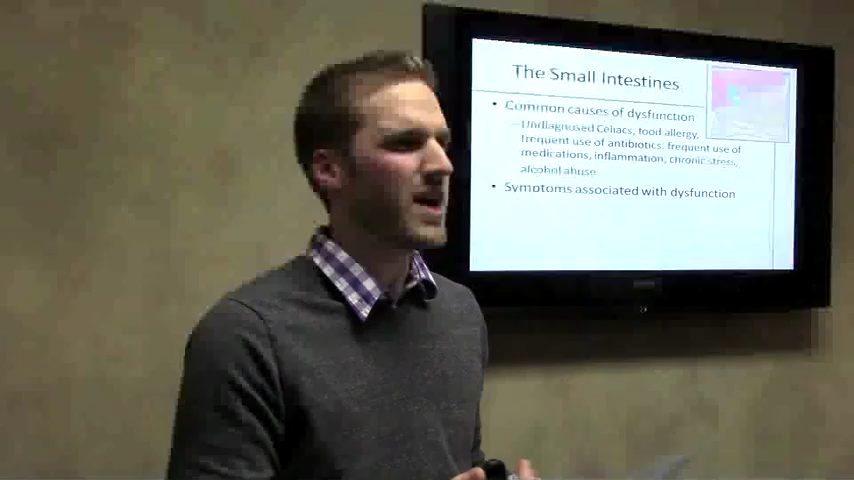 The Small Intestines
• Common causes of dysfunction
– Undiagnosed Celiacs, food allergy,
frequent use of antibiotics: frequent use of
medications, inflammation, chronic stress,
alcohol abuse
• Symptoms associated with dysfunction